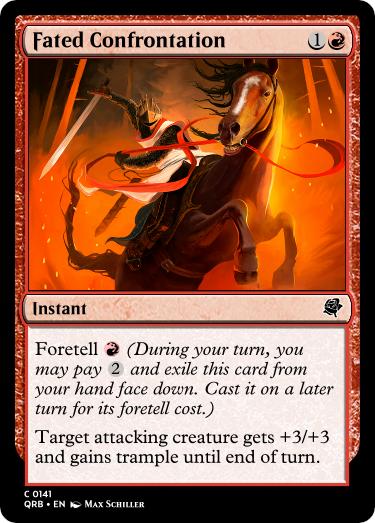 Fated Confrontation 1
Instant
Foretell (During your turn, you
may pay 2 and exile this card from
your hand face down. Cast it on a later
turn for its foretell cost.)
Target attacking creature gets +3/+3
and gains trample until end of turn.
C 0141
QRB • EN Max Schiller